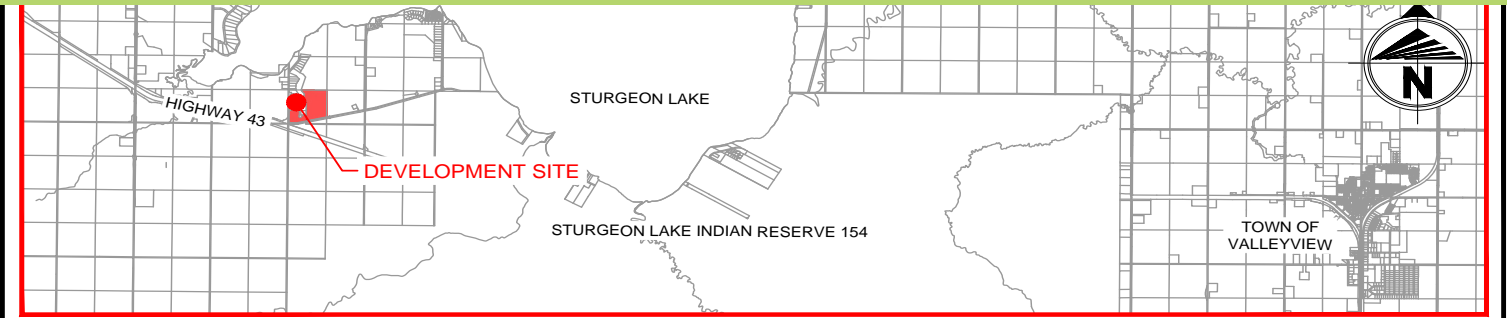 N
STURGEON LAKE
HIGHWAY 43
DEVELOPMENT SITE
STURGEON LAKE INDIAN RESERVE 154
TOWN OF
VALLEYVIEW